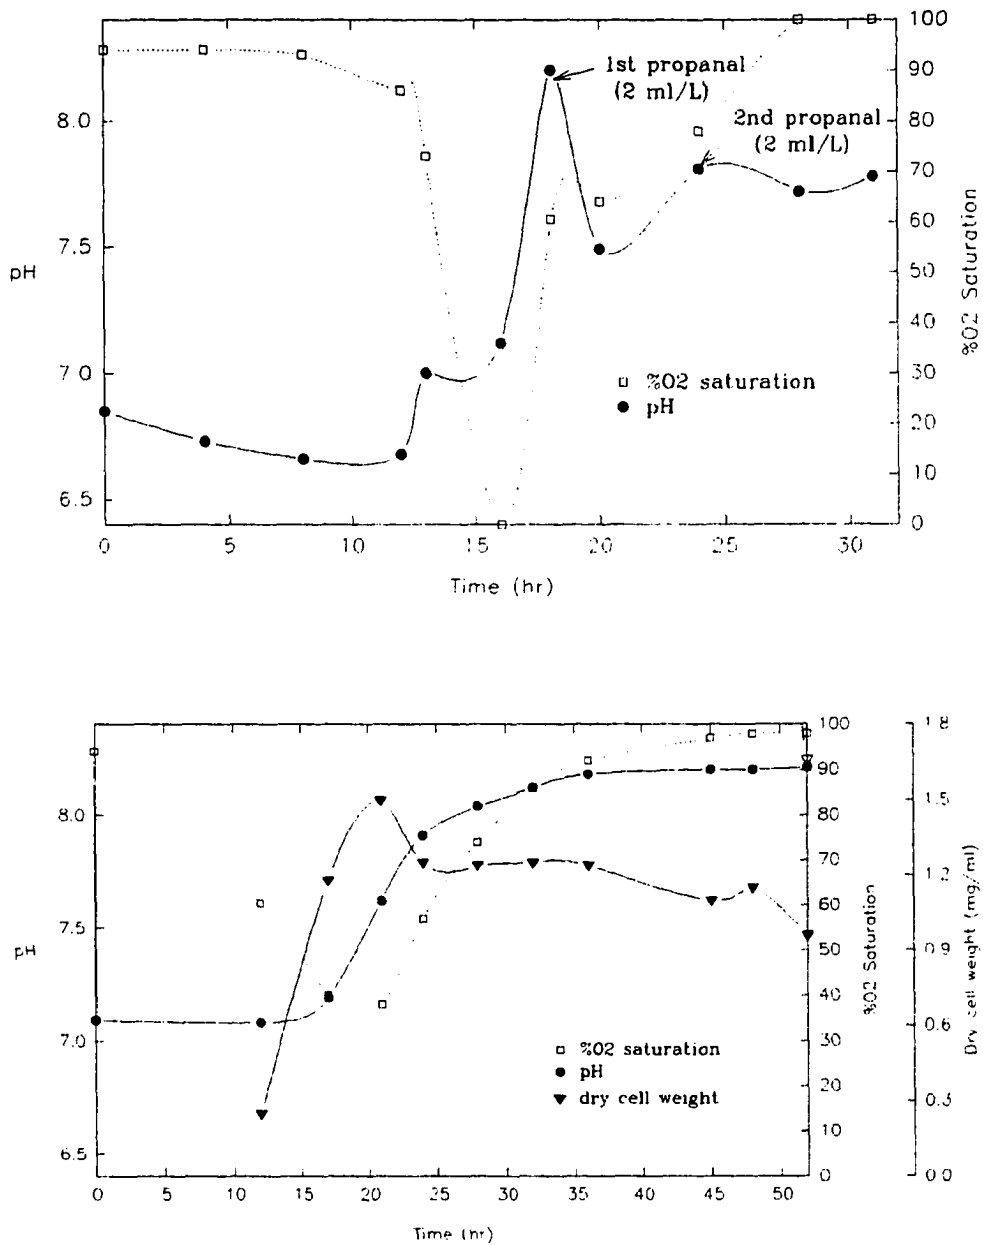 100
90
80
70
60
50
40
30
20
10
0
%O2 Saturation
8.0
7.5
7 0
6.5
pH
1st propanal
(2 ml/L)
2nd propanal
(2 ml/L)
%O2 saturation
pH
0 5 10 15 20 25 30
Time (hr)
100
90
80
70
60
50
40
30
20
10
0
%O2 Saturation
1.8
1.5
1.2
0.9
0.6
0.3
0.0
Dry cell weight (mg/ml)
8.0
7.5
7.0
6.5
pH
%O2 saturation
pH
dry cell weight
0 5 10 15 20 25 30 35 40 45 50
Time (hr)